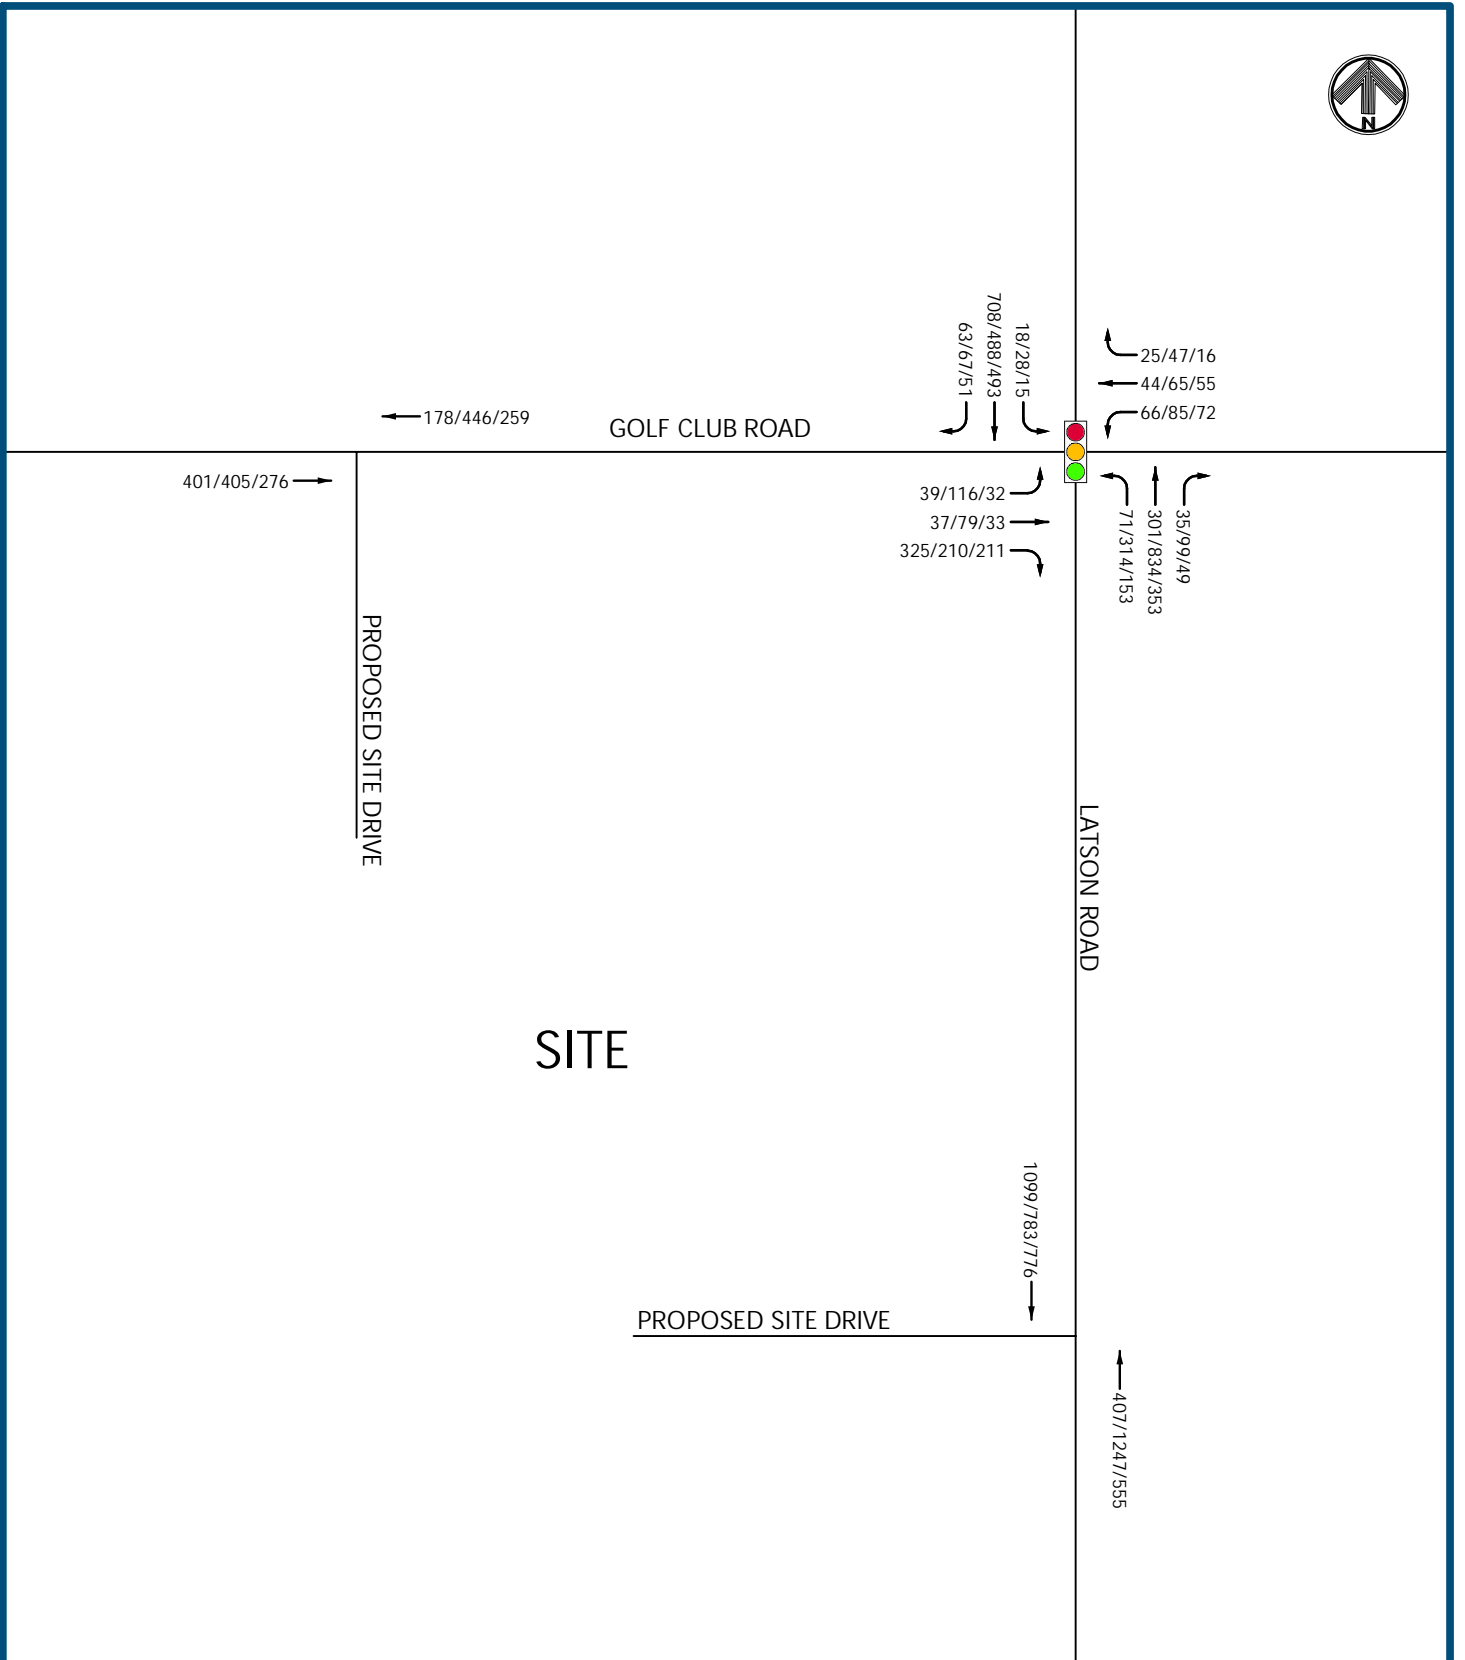 N
63/67/51
708/488/493
18/28/15
25/47/16
44/65/55
66/85/72
178/446/259
GOLF CLUB ROAD
401/405/276
39/116/32
37/79/33
325/210/211
71/314/153
301/834/353
35/99/49
PROPOSED SITE DRIVE
LATSON ROAD
SITE
1099/783/776
PROPOSED SITE DRIVE
407/1247/555